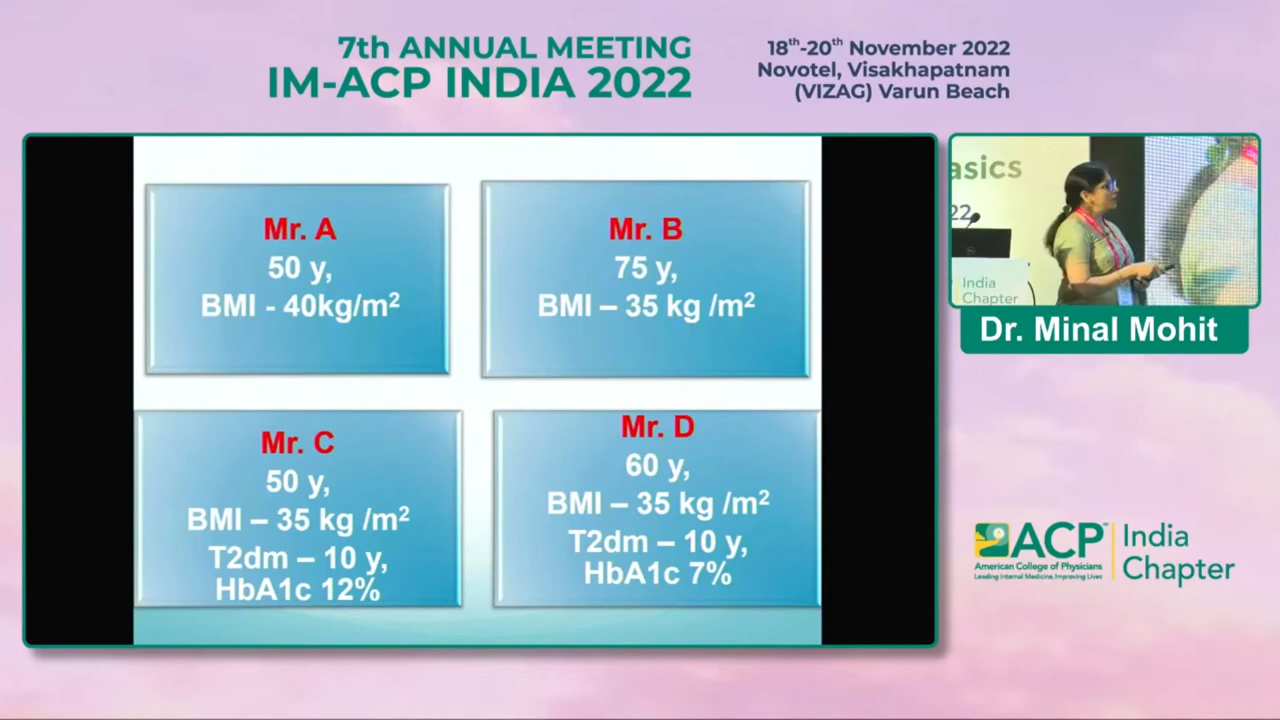 7th ANNUAL MEETING
IM-ACP INDIA 2022
18th-20th November 2022
Novotel, Visakhapatnam
(VIZAG) Varun Beach
Mr. A
50 y,
BMI - 40kg/m2
Mr. B
75 y,
BMI – 35 kg /m2
Mr. C
50 y,
BMI – 35 kg /m2
T2dm – 10 y,
HbA1c 12%
Mr. D
60 y,
BMI – 35 kg /m2
T2dm – 10 y,
HbA1c 7%
asics
22
India
Chapter
Dr. Minal Mohit
ACP™
American College of Physicians
Leading Internal Medicine, Improving Lives
India
Chapter